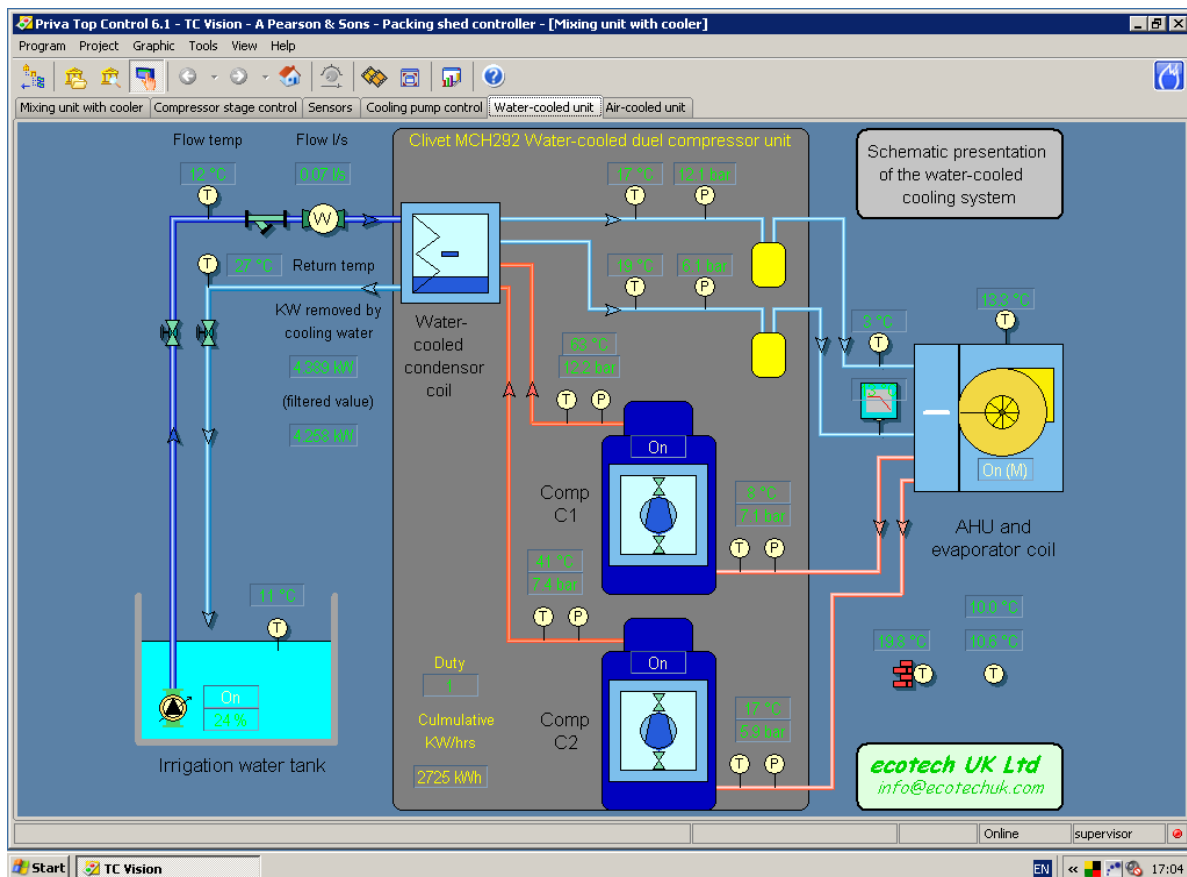 Priva Top Control 6.1 - TC Vision - A Pearson & Sons - Packing shed controller - [Mixing unit with cooler]
Program Project Graphic Tools View Help
Mixing unit with cooler Compressor stage control Sensors Cooling pump control Water-cooled unit Air-cooled unit
Flow temp
12 °C
T
Flow l/s
0.07 l/s
W
T
27 °C
Return temp
KW removed by
cooling water
4.389 kW
(filtered value)
4.258 kW
11 °C
T
On
24 %
Irrigation water tank
Clivet MCH292 Water-cooled duel compressor unit
17 °C
12.1 bar
T
P
19 °C
6.1 bar
T
P
Water-
cooled
condensor
coil
63 °C
12.2 bar
T
P
On
Comp
C1
8 °C
7.1 bar
T
P
41 °C
7.4 bar
T
P
On
Comp
C2
17 °C
5.9 bar
T
P
Duty
1
Culmulative
KW/hrs
2725 kWh
Schematic presentation
of the water-cooled
cooling system
13.3 °C
T
3 °C
T
On (M)
AHU and
evaporator coil
10.0 °C
19.8 °C
10.6 °C
T
T
ecotech UK Ltd
info@ecotechuk.com
Online
supervisor
Start
TC Vision
EN
«
17:04